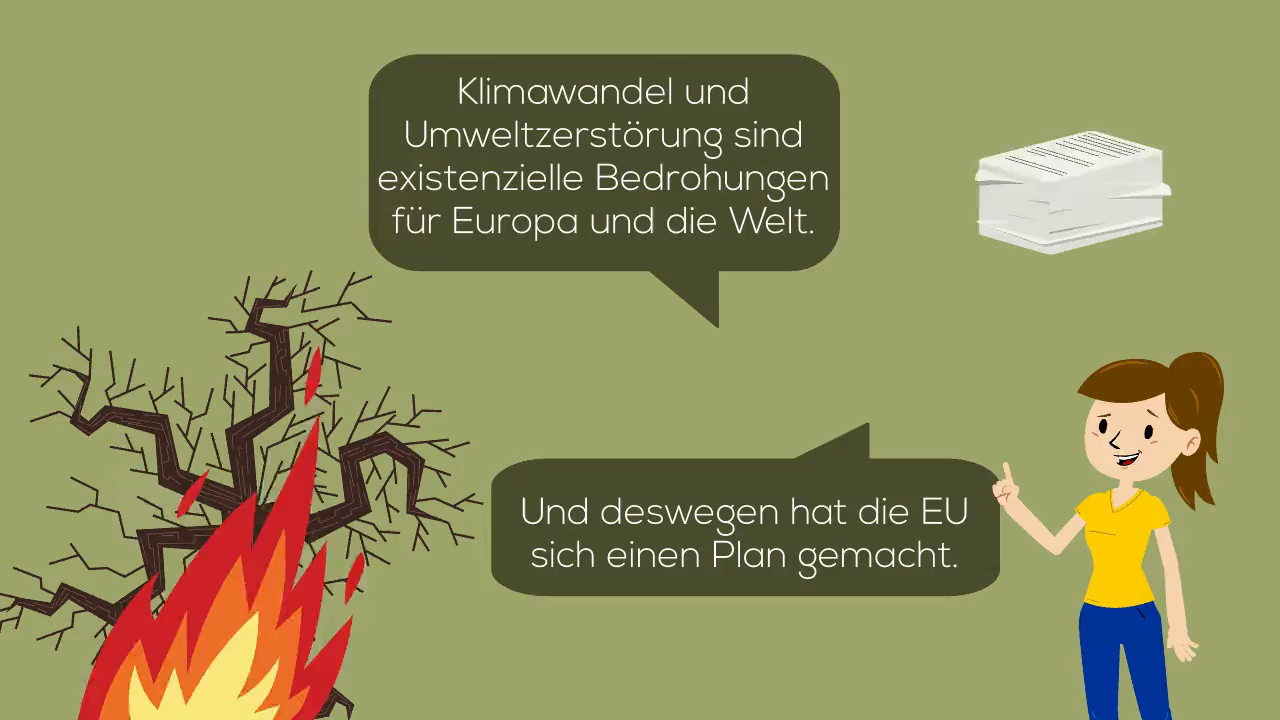 Klimawandel und
Umweltzerstörung sind
existenzielle Bedrohungen
für Europa und die Welt.
Und deswegen hat die EU
sich einen Plan gemacht.